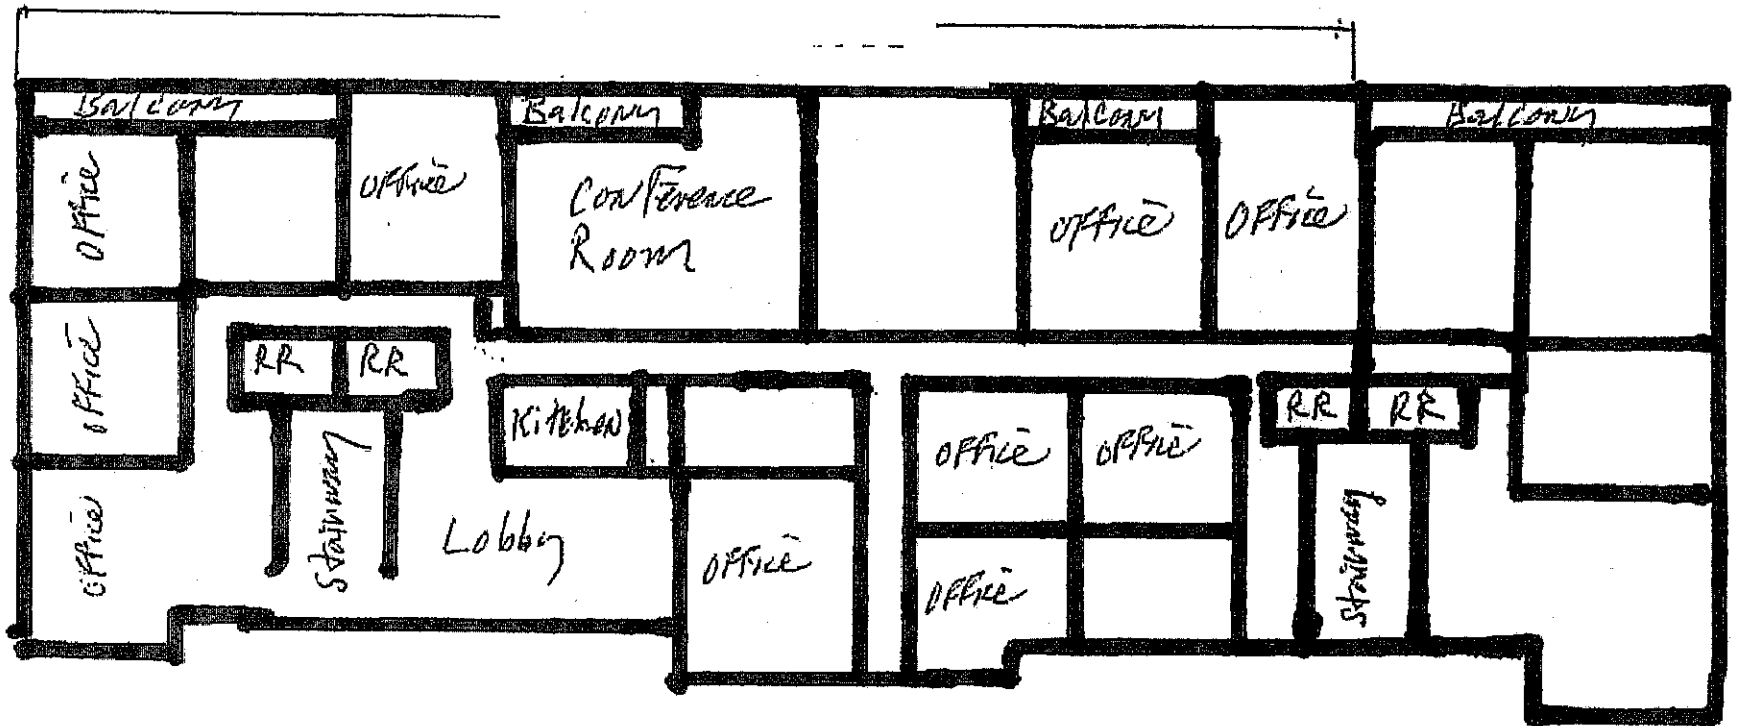 Balcony
Balcony
Balcony
Balcony
Office
Office
Conference
Room
Office
Office
Office
RR
RR
Kitchen
RR
RR
Office
Office
Office
Stairway
Lobby
Office
Office
Stairway